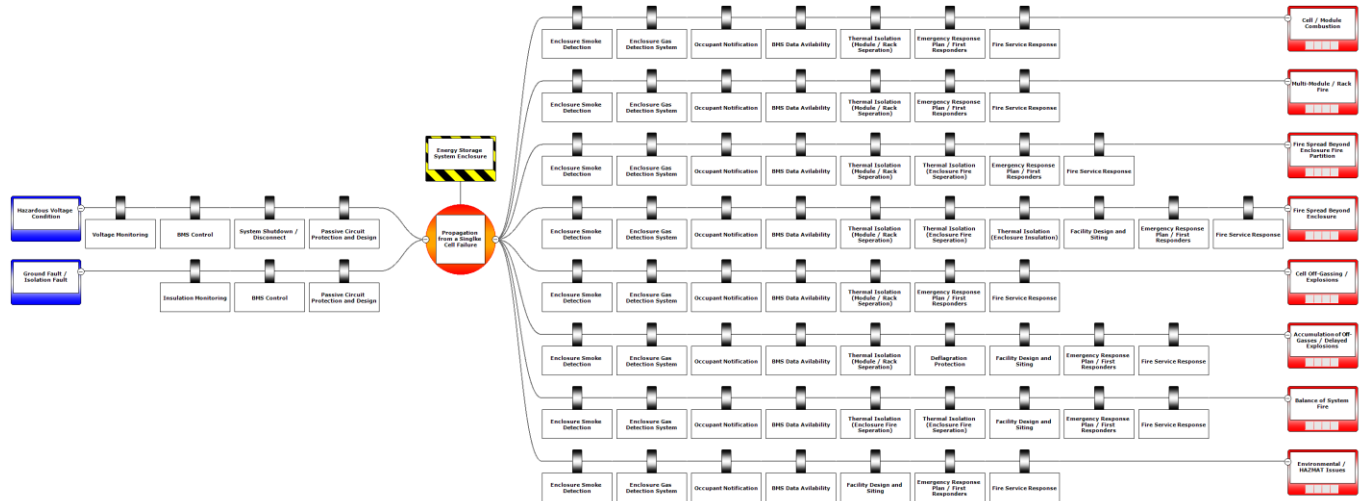 Enclosure Smoke
Detection
Enclosure Gas
Detection System
Occupant Notification
BMS Data Avilability
Thermal Isolation
(Module / Rack
Seperation)
Emergency Response
Plan / First
Responders
Fire Service Response
Cell / Module
Combustion
Enclosure Smoke
Detection
Enclosure Gas
Detection System
Occupant Notification
BMS Data Avilability
Thermal Isolation
(Module / Rack
Seperation)
Emergency Response
Plan / First
Responders
Fire Service Response
Multi-Module / Rack
Fire
Energy Storage
System Enclosure
Enclosure Smoke
Detection
Enclosure Gas
Detection System
Occupant Notification
BMS Data Avilability
Thermal Isolation
(Module / Rack
Seperation)
Thermal Isolation
(Enclosure Fire
Seperation)
Emergency Response
Plan / First
Responders
Fire Service Response
Fire Spread Beyond
Enclosure Fire
Partition
Hazardous Voltage
Condition
Voltage Monitoring
BMS Control
System Shutdown /
Disconnect
Passive Circuit
Protection and Design
Propagation
from a Singlke
Cell Failure
Enclosure Smoke
Detection
Enclosure Gas
Detection System
Occupant Notification
BMS Data Avilability
Thermal Isolation
(Module / Rack
Seperation)
Thermal Isolation
(Enclosure Fire
Seperation)
Thermal Isolation
(Enclosure Insulation)
Facility Design and
Siting
Emergency Response
Plan / First
Responders
Fire Service Response
Fire Spread Beyond
Enclosure
Ground Fault /
Isolation Fault
Insulation Monitoring
BMS Control
Passive Circuit
Protection and Design
Enclosure Smoke
Detection
Enclosure Gas
Detection System
Occupant Notification
BMS Data Avilability
Thermal Isolation
(Module / Rack
Seperation)
Emergency Response
Plan / First
Responders
Fire Service Response
Cell Off-Gassing /
Explosions
Enclosure Smoke
Detection
Enclosure Gas
Detection System
Occupant Notification
BMS Data Avilability
Thermal Isolation
(Module / Rack
Seperation)
Deflagration
Protection
Facility Design and
Siting
Emergency Response
Plan / First
Responders
Fire Service Response
Accumulation of Off-
Gasses / Delayed
Explosions
Enclosure Smoke
Detection
Enclosure Gas
Detection System
Occupant Notification
BMS Data Avilability
Thermal Isolation
(Enclosure Fire
Seperation)
Thermal Isolation
(Enclosure Fire
Seperation)
Facility Design and
Siting
Emergency Response
Plan / First
Responders
Fire Service Response
Balance of System
Fire
Enclosure Smoke
Detection
Enclosure Gas
Detection System
Occupant Notification
BMS Data Avilability
Facility Design and
Siting
Emergency Response
Plan / First
Responders
Fire Service Response
Environmental /
HAZMAT Issues